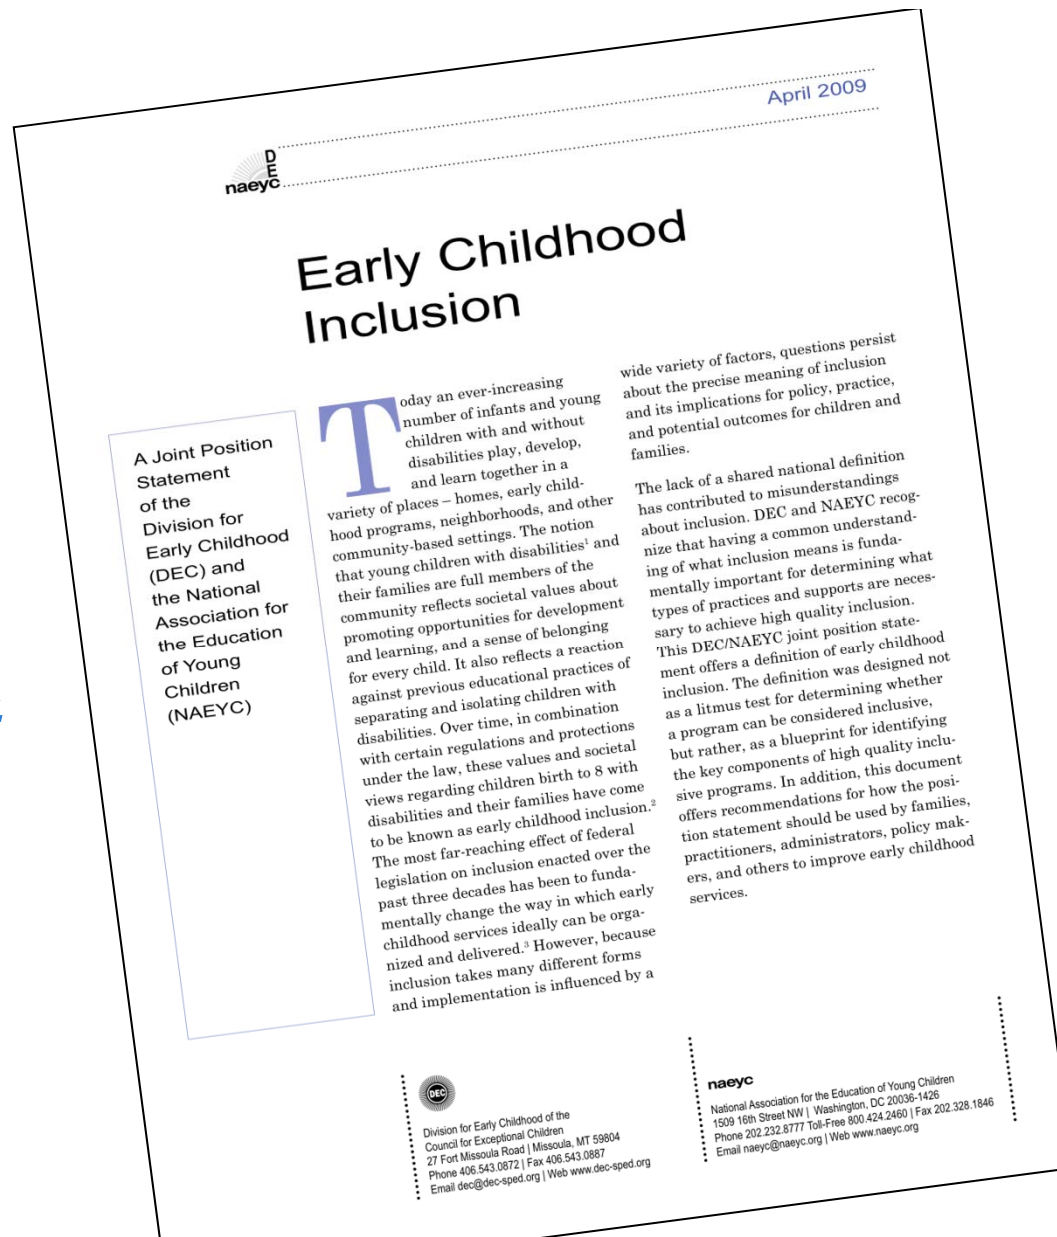 April 2009
D
E
naeyc
Early Childhood
Inclusion
A Joint Position
Statement
of the
Division for
Early Childhood
(DEC) and
the National
Association for
the Education
of Young
Children
(NAEYC)
Today an ever-increasing
number of infants and young
children with and without
disabilities play, develop,
and learn together in a
variety of places – homes, early child-
hood programs, neighborhoods, and other
community-based settings. The notion
that young children with disabilities¹ and
their families are full members of the
community reflects societal values about
promoting opportunities for development
and learning, and a sense of belonging
for every child. It also reflects a reaction
against previous educational practices of
separating and isolating children with
disabilities. Over time, in combination
with certain regulations and protections
under the law, these values and societal
views regarding children birth to 8 with
disabilities and their families have come
to be known as early childhood inclusion.²
The most far-reaching effect of federal
legislation on inclusion enacted over the
past three decades has been to funda-
mentally change the way in which early
childhood services ideally can be orga-
nized and delivered.³ However, because
inclusion takes many different forms
and implementation is influenced by a
wide variety of factors, questions persist
about the precise meaning of inclusion
and its implications for policy, practice,
and potential outcomes for children and
families.
The lack of a shared national definition
has contributed to misunderstandings
about inclusion. DEC and NAEYC recog-
nize that having a common understand-
ing of what inclusion means is funda-
mentally important for determining what
types of practices and supports are neces-
sary to achieve high quality inclusion.
This DEC/NAEYC joint position state-
ment offers a definition of early childhood
inclusion. The definition was designed not
as a litmus test for determining whether
a program can be considered inclusive,
but rather, as a blueprint for identifying
the key components of high quality inclu-
sive programs. In addition, this document
offers recommendations for how the posi-
tion statement should be used by families,
practitioners, administrators, policy mak-
ers, and others to improve early childhood
services.
DEC
Division for Early Childhood of the
Council for Exceptional Children
27 Fort Missoula Road | Missoula, MT 59804
Phone 406.543.0872 | Fax 406.543.0887
Email dec@dec-sped.org | Web www.dec-sped.org
naeyc
National Association for the Education of Young Children
1509 16th Street NW | Washington, DC 20036-1426
Phone 202.232.8777 Toll-Free 800.424.2460 | Fax 202.328.1846
Email naeyc@naeyc.org | Web www.naeyc.org